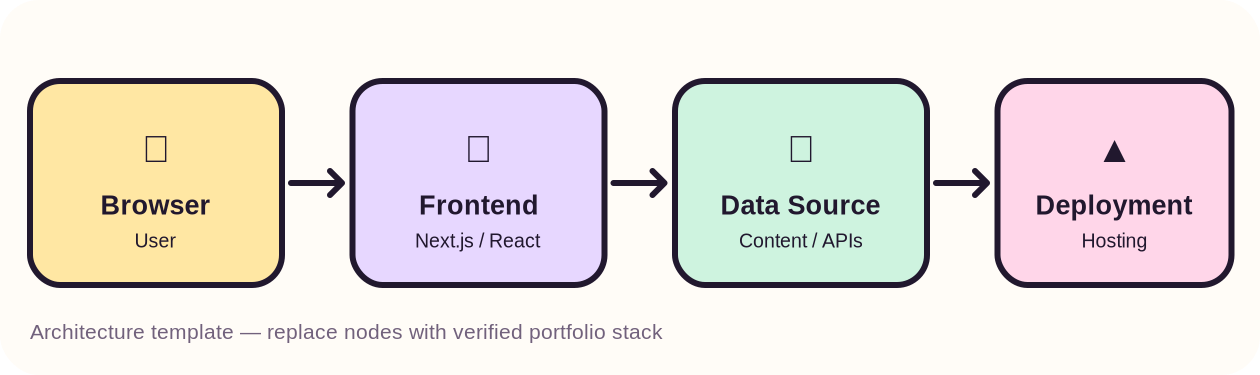 Browser
User
Frontend
Next.js / React
Data Source
Content / APIs
Deployment
Hosting
Architecture template — replace nodes with verified portfolio stack